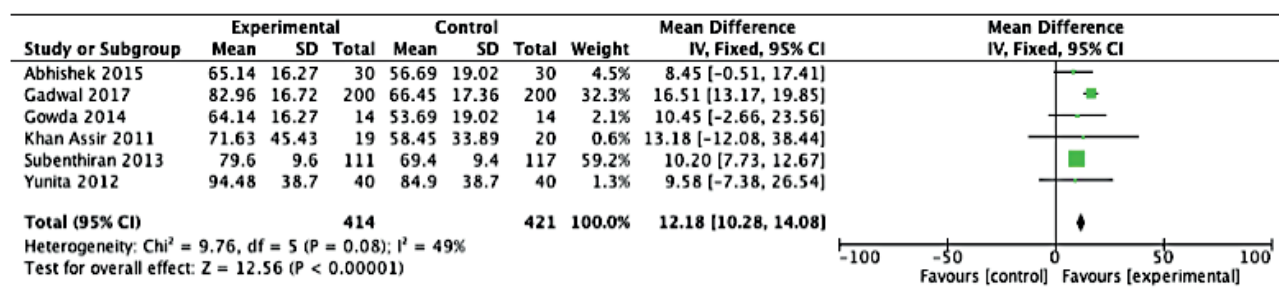 Experimental Control Mean Difference Mean Difference
Study or Subgroup Mean SD Total Mean SD Total Weight IV, Fixed, 95% CI IV, Fixed, 95% CI
Abhishek 2015 65.14 16.27 30 56.69 19.02 30 4.5% 8.45 [-0.51, 17.41]
Gadwal 2017 82.96 16.72 200 66.45 17.36 200 32.3% 16.51 [13.17, 19.85]
Gowda 2014 64.14 16.27 14 53.69 19.02 14 2.1% 10.45 [-2.66, 23.56]
Khan Assir 2011 71.63 45.43 19 58.45 33.89 20 0.6% 13.18 [-12.08, 38.44]
Subenthiran 2013 79.6 9.6 111 69.4 9.4 117 59.2% 10.20 [7.73, 12.67]
Yunita 2012 94.48 38.7 40 84.9 38.7 40 1.3% 9.58 [-7.38, 26.54]
Total (95% CI) 414 421 100.0% 12.18 [10.28, 14.08]
Heterogeneity: Chi² = 9.76, df = 5 (P = 0.08); I² = 49%
Test for overall effect: Z = 12.56 (P < 0.00001)
-100 -50 0 50 100
Favours [control] Favours [experimental]